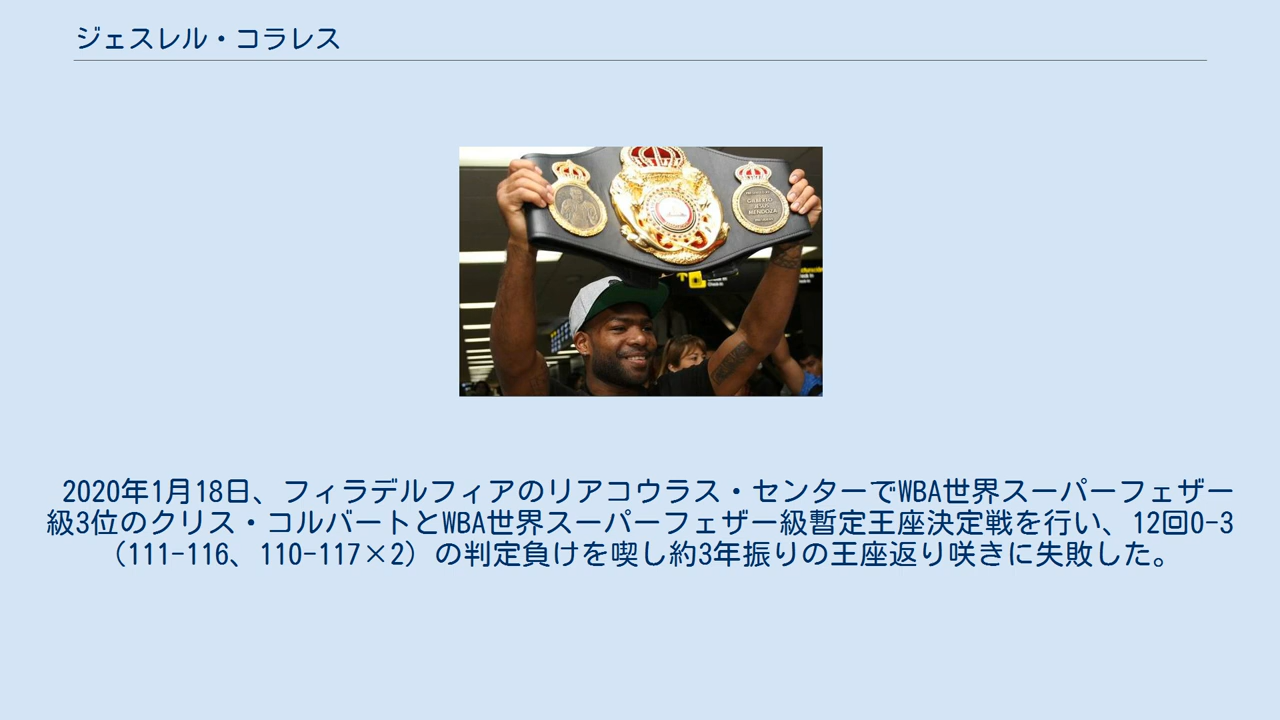 ジェスレル・コラレス
GILBERTO
JESUS
MENDOZA
2020年1月18日、フィラデルフィアのリアコウラス・センターでWBA世界スーパーフェザー
級3位のクリス・コルバートとWBA世界スーパーフェザー級暫定王座決定戦を行い、12回0-3
（111-116、110-117×2）の判定負けを喫し約3年振りの王座返り咲きに失敗した。